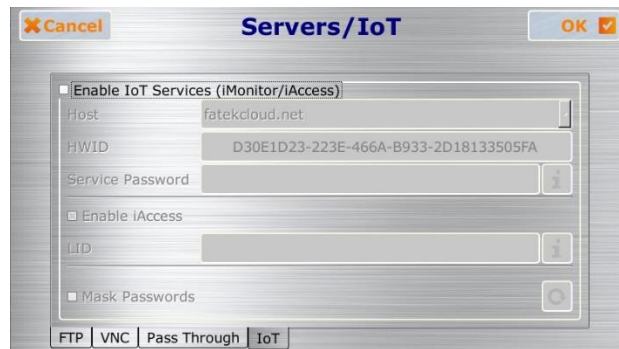 Cancel
Servers/IoT
OK
Enable IoT Services (iMonitor/iAccess)
Host fatekcloud.net
HWID D30E1D23-223E-466A-B933-2D18133505FA
Service Password
Enable iAccess
LID
Mask Passwords
FTP VNC Pass Through IoT